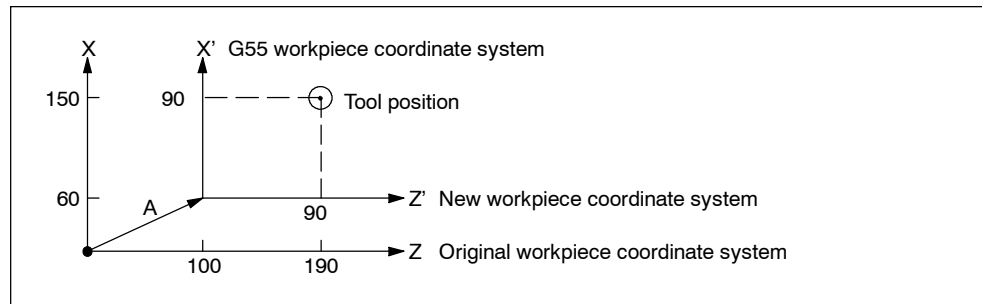 X X’ G55 workpiece coordinate system
150 90 Tool position
60 A 90 Z’ New workpiece coordinate system
Z Original workpiece coordinate system
100 190